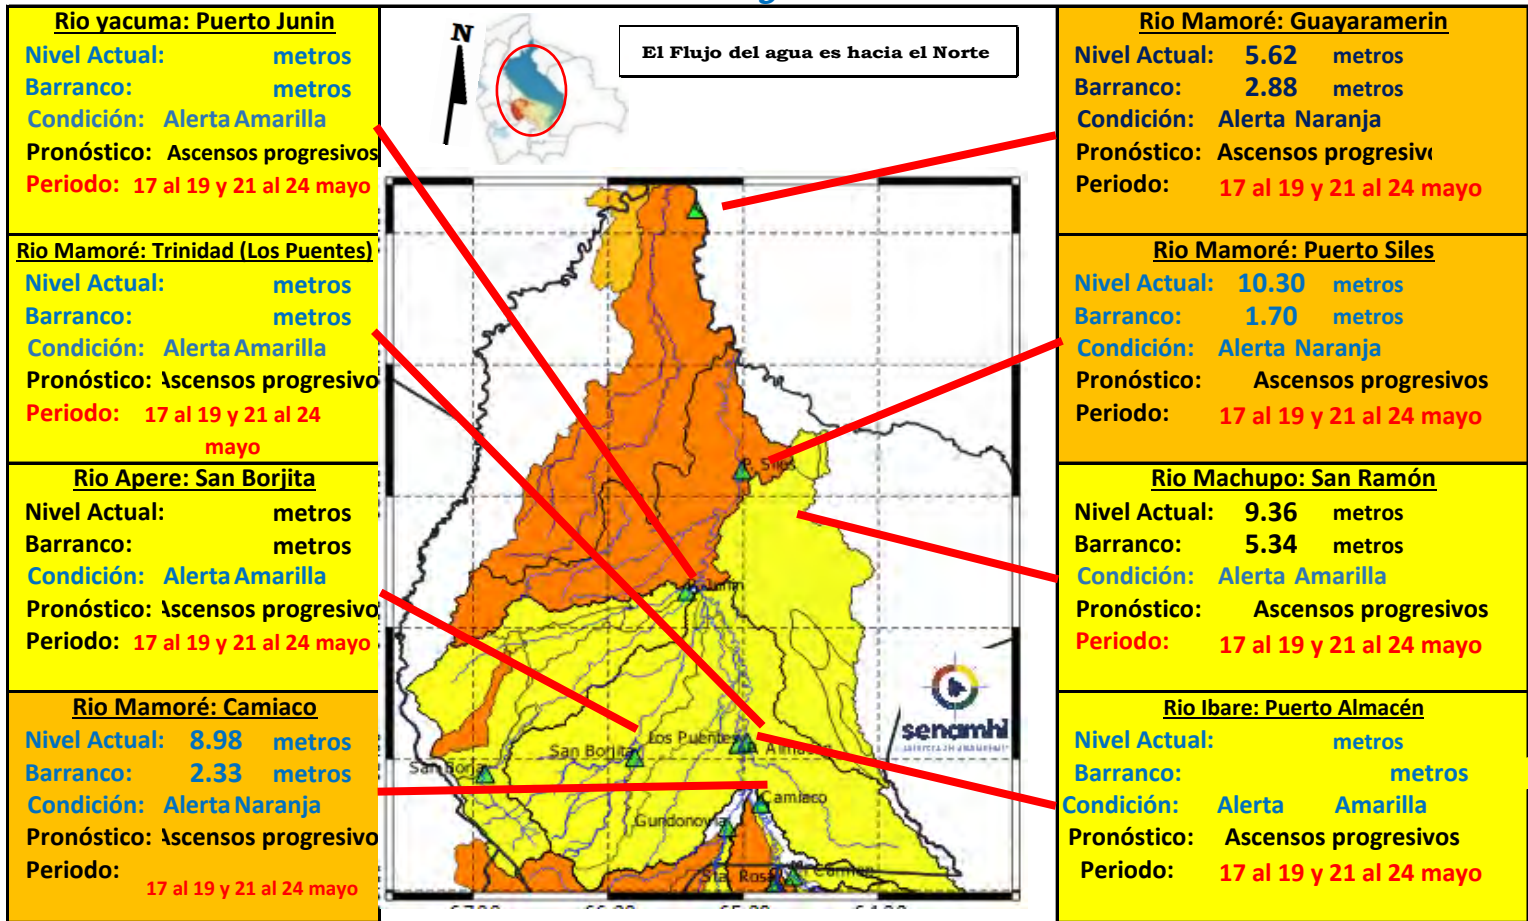 Rio yacuma: Puerto Junin
Nivel Actual: metros
Barranco: metros
Condición: Alerta Amarilla
Pronóstico: Ascensos progresivos
Periodo: 17 al 19 y 21 al 24 mayo
Rio Mamoré: Trinidad (Los Puentes)
Nivel Actual: metros
Barranco: metros
Condición: Alerta Amarilla
Pronóstico: Ascensos progresivo
Periodo: 17 al 19 y 21 al 24
mayo
Rio Apere: San Borjita
Nivel Actual: metros
Barranco: metros
Condición: Alerta Amarilla
Pronóstico: Ascensos progresivo
Periodo: 17 al 19 y 21 al 24 mayo
Rio Mamoré: Camiaco
Nivel Actual: 8.98 metros
Barranco: 2.33 metros
Condición: Alerta Naranja
Pronóstico: Ascensos progresivo
Periodo:
17 al 19 y 21 al 24 mayo
N
El Flujo del agua es hacia el Norte
P. Siles
P. Junin
Los Puentes
P. Almacén
San Borjita
San Borja
Camiaco
Gundonovia
Sta. Rosa
senamhi
Rio Mamoré: Guayaramerin
Nivel Actual: 5.62 metros
Barranco: 2.88 metros
Condición: Alerta Naranja
Pronóstico: Ascensos progresiv
Periodo: 17 al 19 y 21 al 24 mayo
Rio Mamoré: Puerto Siles
Nivel Actual: 10.30 metros
Barranco: 1.70 metros
Condición: Alerta Naranja
Pronóstico: Ascensos progresivos
Periodo: 17 al 19 y 21 al 24 mayo
Rio Machupo: San Ramón
Nivel Actual: 9.36 metros
Barranco: 5.34 metros
Condición: Alerta Amarilla
Pronóstico: Ascensos progresivos
Periodo: 17 al 19 y 21 al 24 mayo
Rio Ibare: Puerto Almacén
Nivel Actual: metros
Barranco: metros
Condición: Alerta Amarilla
Pronóstico: Ascensos progresivos
Periodo: 17 al 19 y 21 al 24 mayo